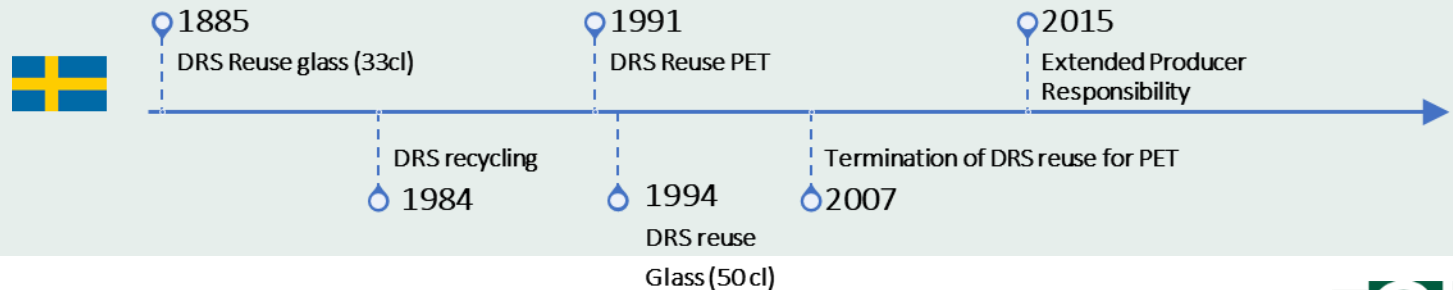 1885
DRS Reuse glass (33cl)
1991
DRS Reuse PET
2015
Extended Producer
Responsibility
DRS recycling
1984
1994
DRS reuse
Glass (50 cl)
Termination of DRS reuse for PET
2007